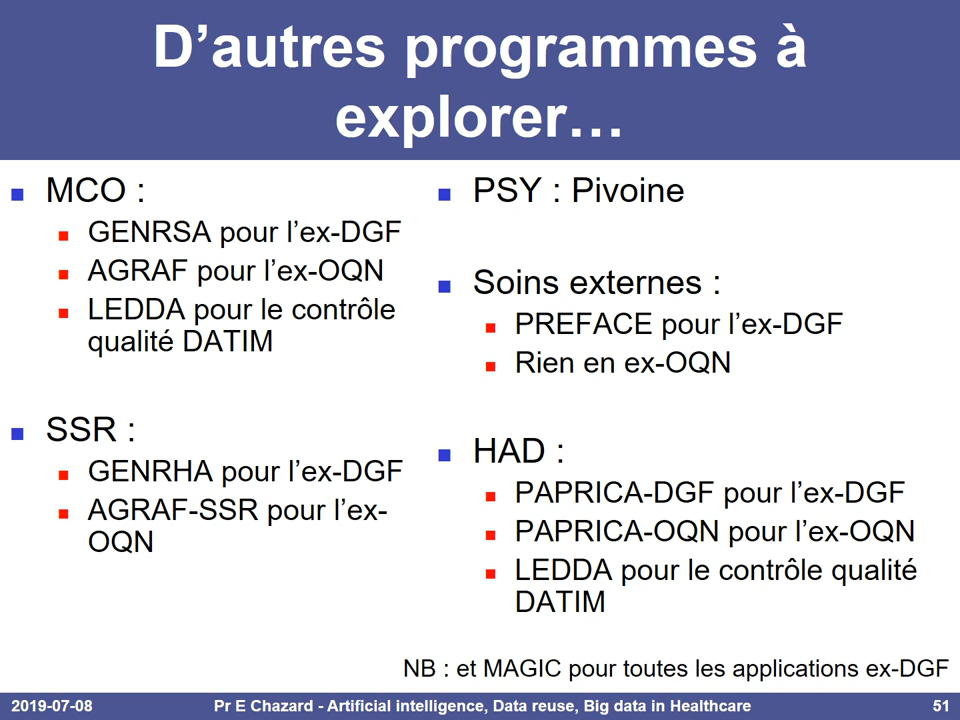 D’autres programmes à
explorer…
MCO :
GENRSA pour l’ex-DGF
AGRAF pour l’ex-OQN
LEDDA pour le contrôle
qualité DATIM
SSR :
GENRHA pour l’ex-DGF
AGRAF-SSR pour l’ex-
OQN
PSY : Pivoine
Soins externes :
PREFACE pour l’ex-DGF
Rien en ex-OQN
HAD :
PAPRICA-DGF pour l’ex-DGF
PAPRICA-OQN pour l’ex-OQN
LEDDA pour le contrôle qualité
DATIM
NB : et MAGIC pour toutes les applications ex-DGF
2019-07-08
Pr E Chazard - Artificial intelligence, Data reuse, Big data in Healthcare
51